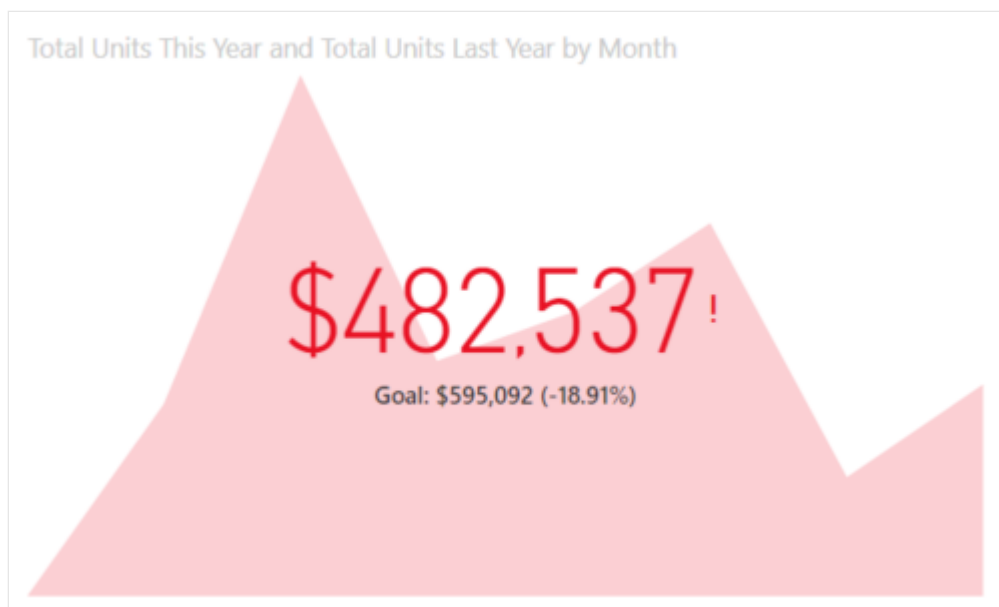 Total Units This Year and Total Units Last Year by Month
$482,537!
Goal: $595,092 (-18.91%)